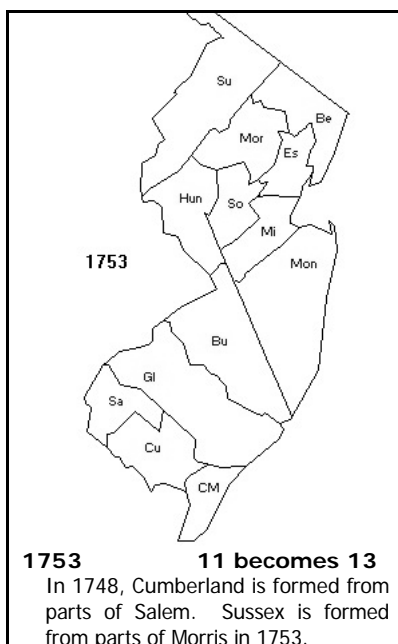 Su
Be
Mor
Es
Hun
So
Mi
1753
Mon
Bu
Gl
Sa
Cu
CM
1753 11 becomes 13
In 1748, Cumberland is formed from
parts of Salem. Sussex is formed
from parts of Morris in 1753.